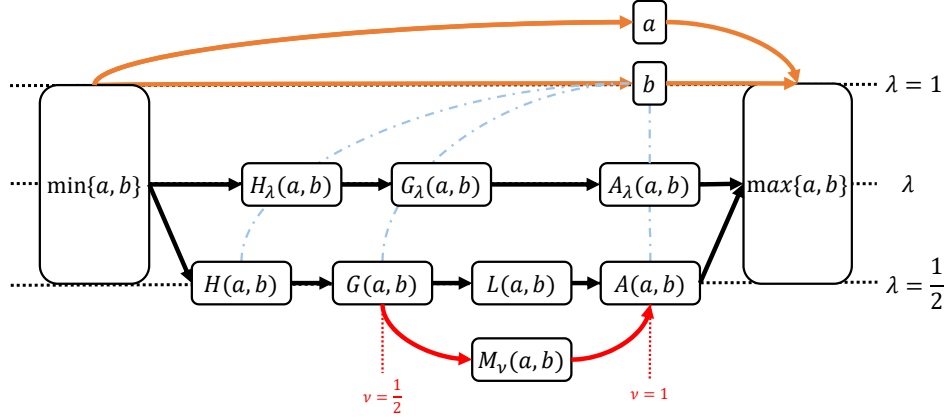 a
b
λ = 1
min{a, b}
H_λ(a, b)
G_λ(a, b)
A_λ(a, b)
max{a, b}
λ
H(a, b)
G(a, b)
L(a, b)
A(a, b)
λ = 1/2
M_ν(a, b)
ν = 1/2
ν = 1